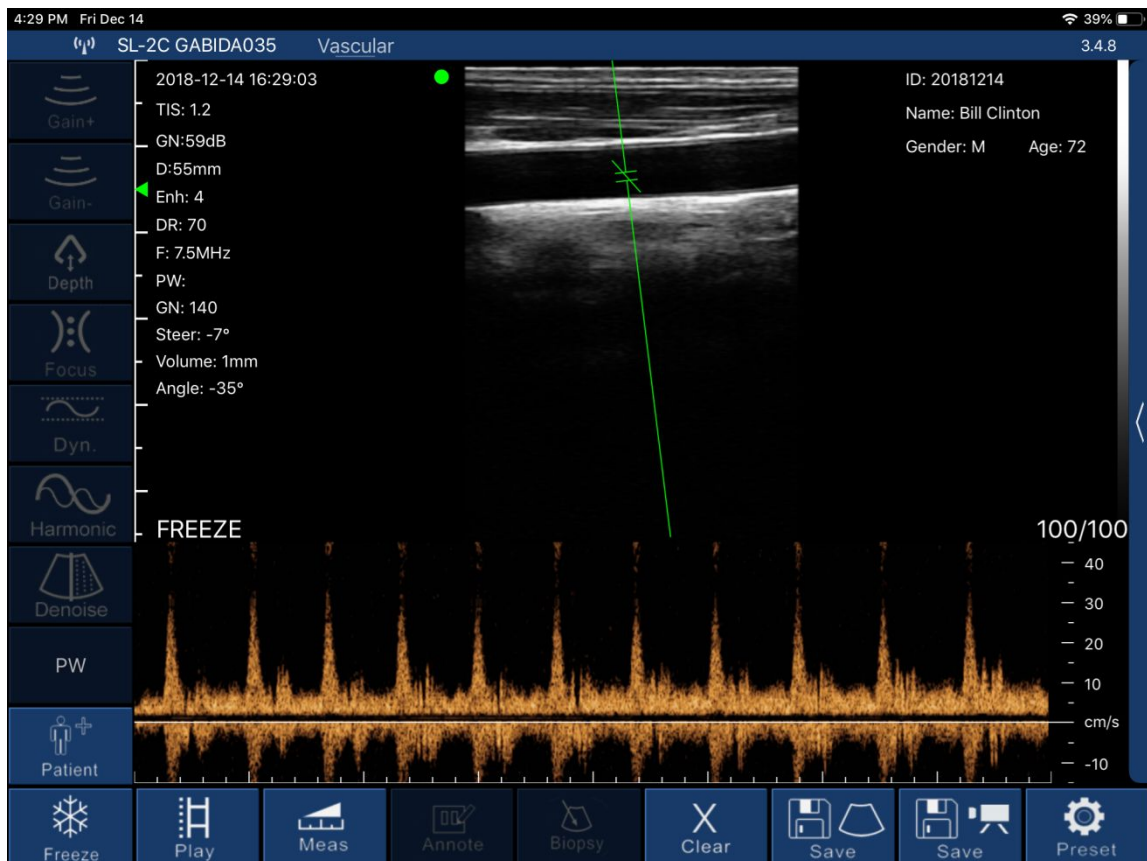 4:29 PM Fri Dec 14
39%
SL-2C GABIDA035 Vascular
3.4.8
Gain+
Gain-
Depth
Focus
Dyn.
Harmonic
Denoise
PW
Patient
2018-12-14 16:29:03
TIS: 1.2
GN:59dB
D:55mm
Enh: 4
DR: 70
F: 7.5MHz
PW:
GN: 140
Steer: -7°
Volume: 1mm
Angle: -35°
ID: 20181214
Name: Bill Clinton
Gender: M Age: 72
FREEZE
100/100
40
30
20
10
cm/s
-10
Freeze
Play
Meas
Annote
Biopsy
Clear
Save
Save
Preset